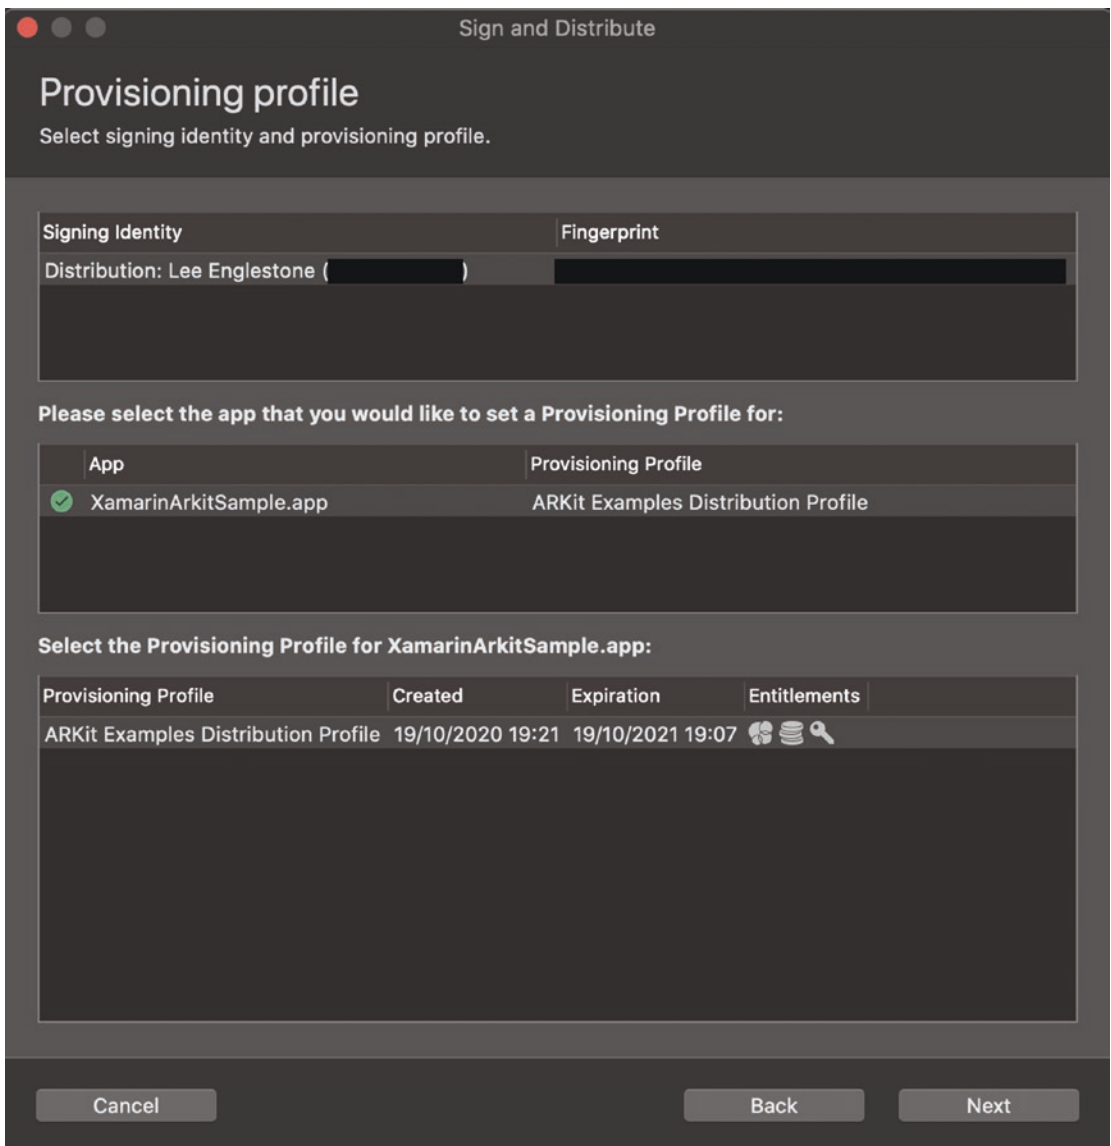 Sign and Distribute
Provisioning profile
Select signing identity and provisioning profile.
Signing Identity Fingerprint
Distribution: Lee Englestone ( )
Please select the app that you would like to set a Provisioning Profile for:
App Provisioning Profile
XamarinArkitSample.app ARKit Examples Distribution Profile
Select the Provisioning Profile for XamarinArkitSample.app:
Provisioning Profile Created Expiration Entitlements
ARKit Examples Distribution Profile 19/10/2020 19:21 19/10/2021 19:07
Cancel Back Next